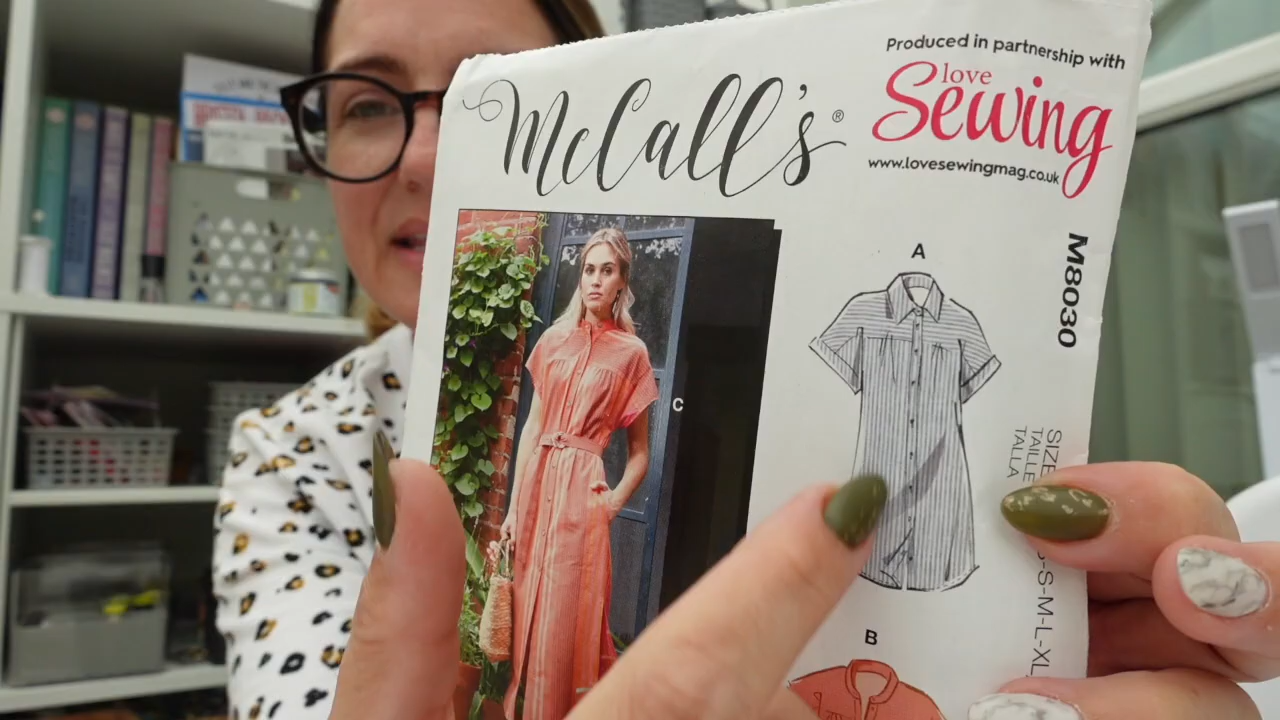 McCall's®
Produced in partnership with
love
Sewing
www.lovesewingmag.co.uk
M8030
A
C
B
SIZE
TAILLE
TALLA
-S-M-L-XL